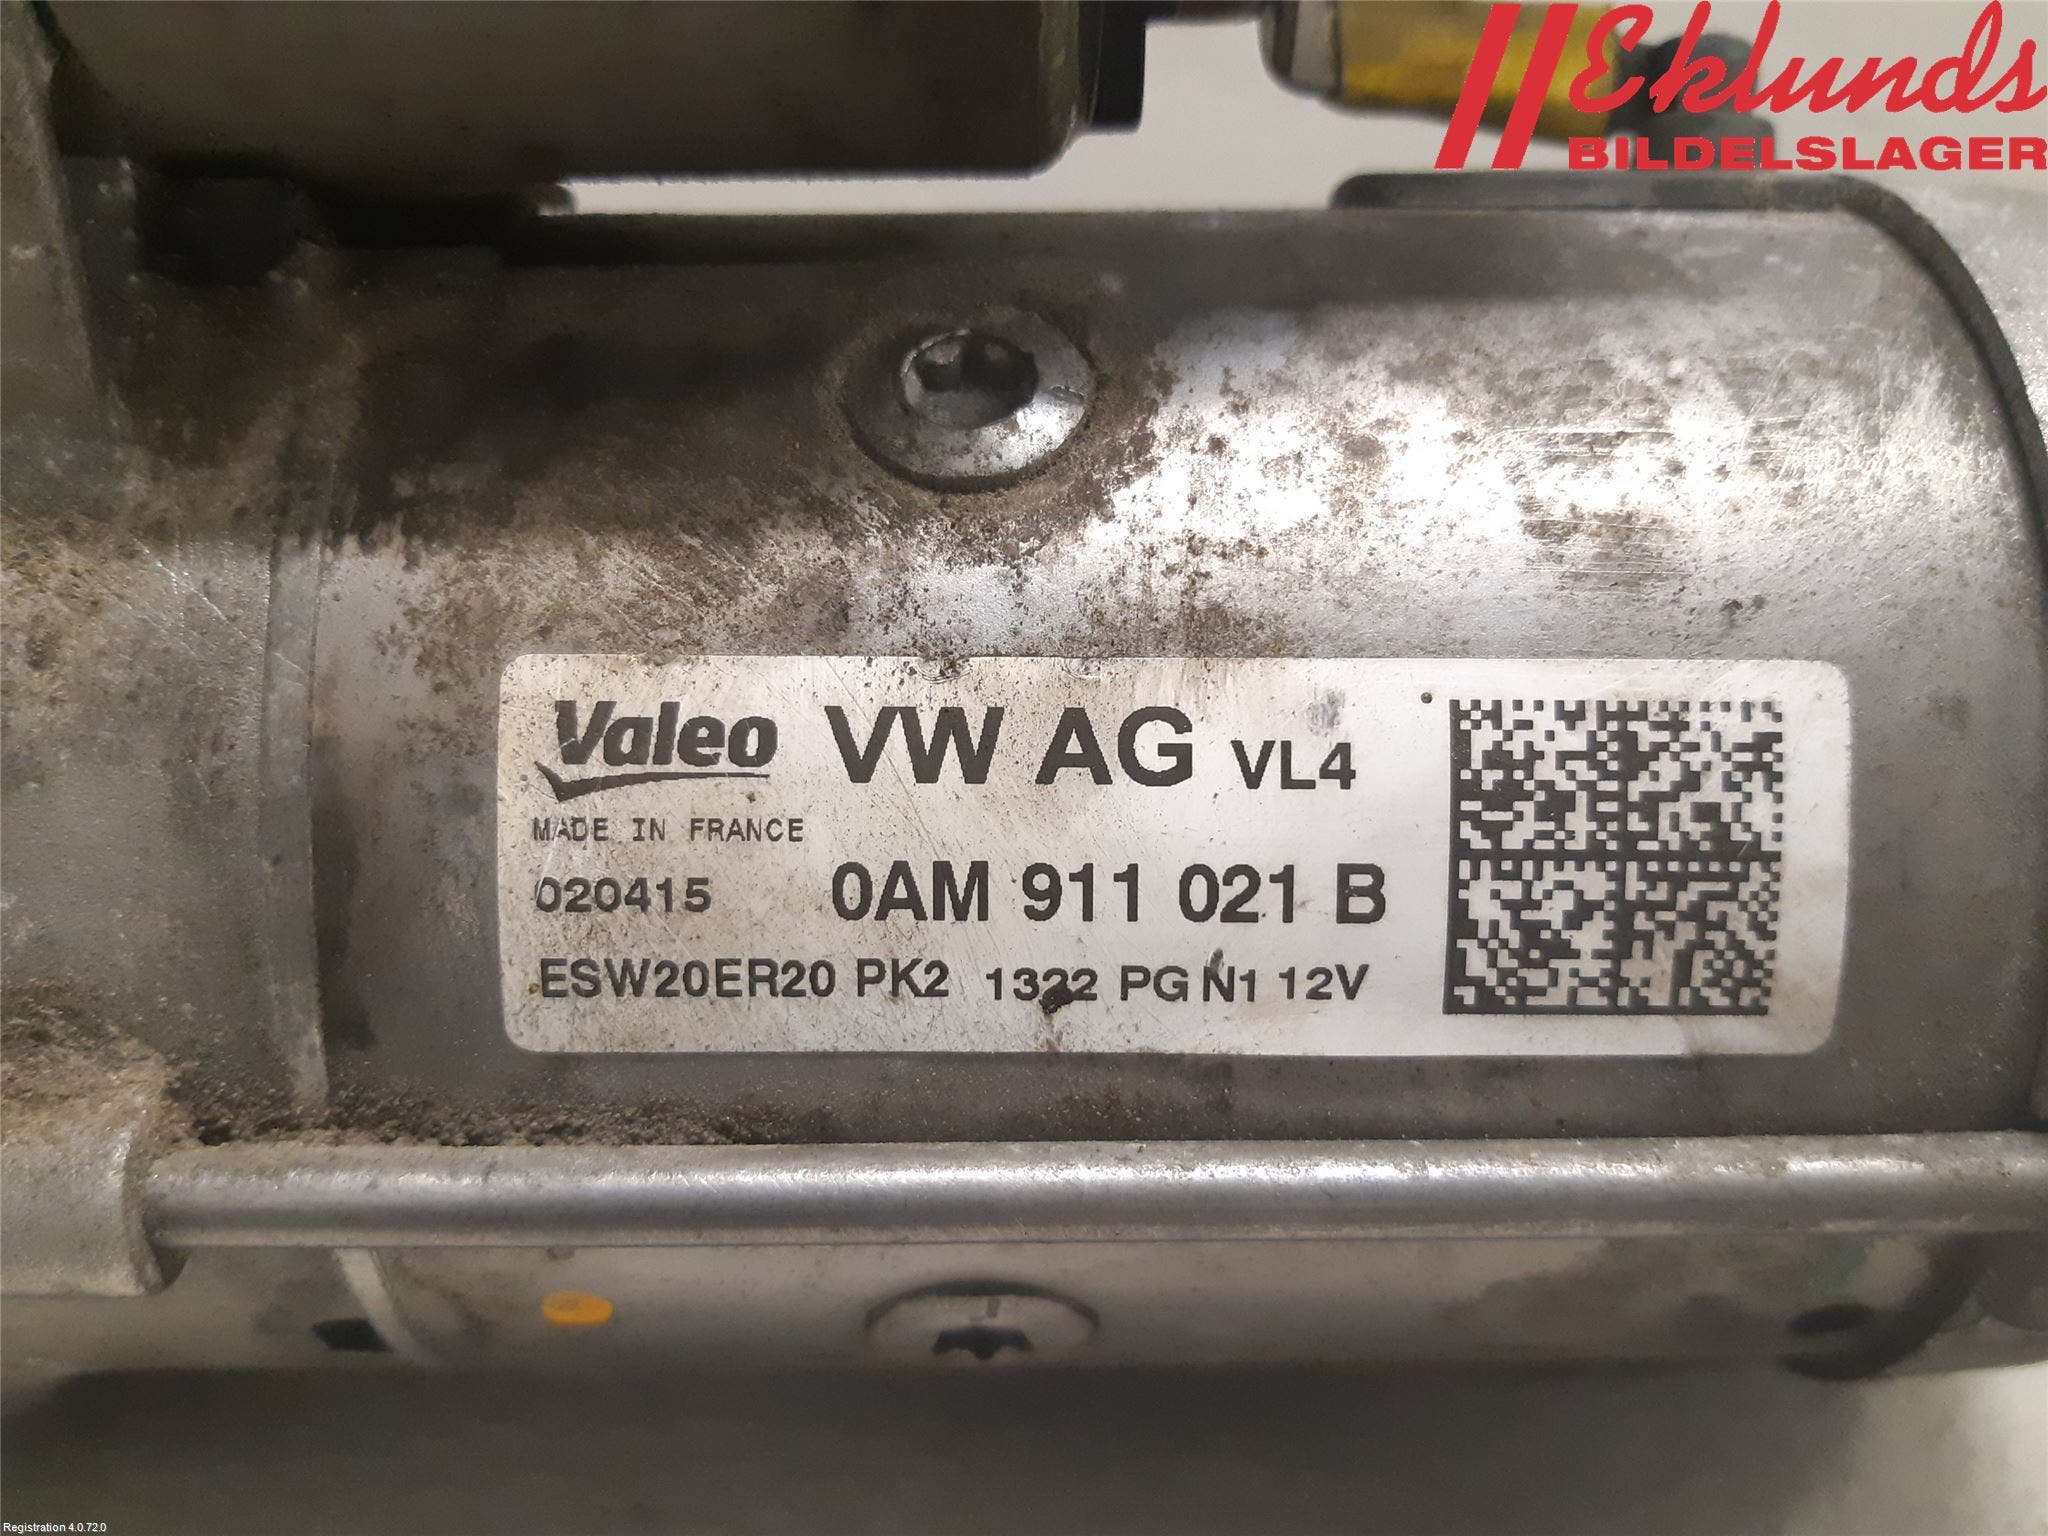 Eklunds
BILDELSLAGER
Valeo VW AG VL4
MADE IN FRANCE
020415 0AM 911 021 B
ESW20ER20 PK2 1322 PG N1 12V
Registration 4.0.72.0